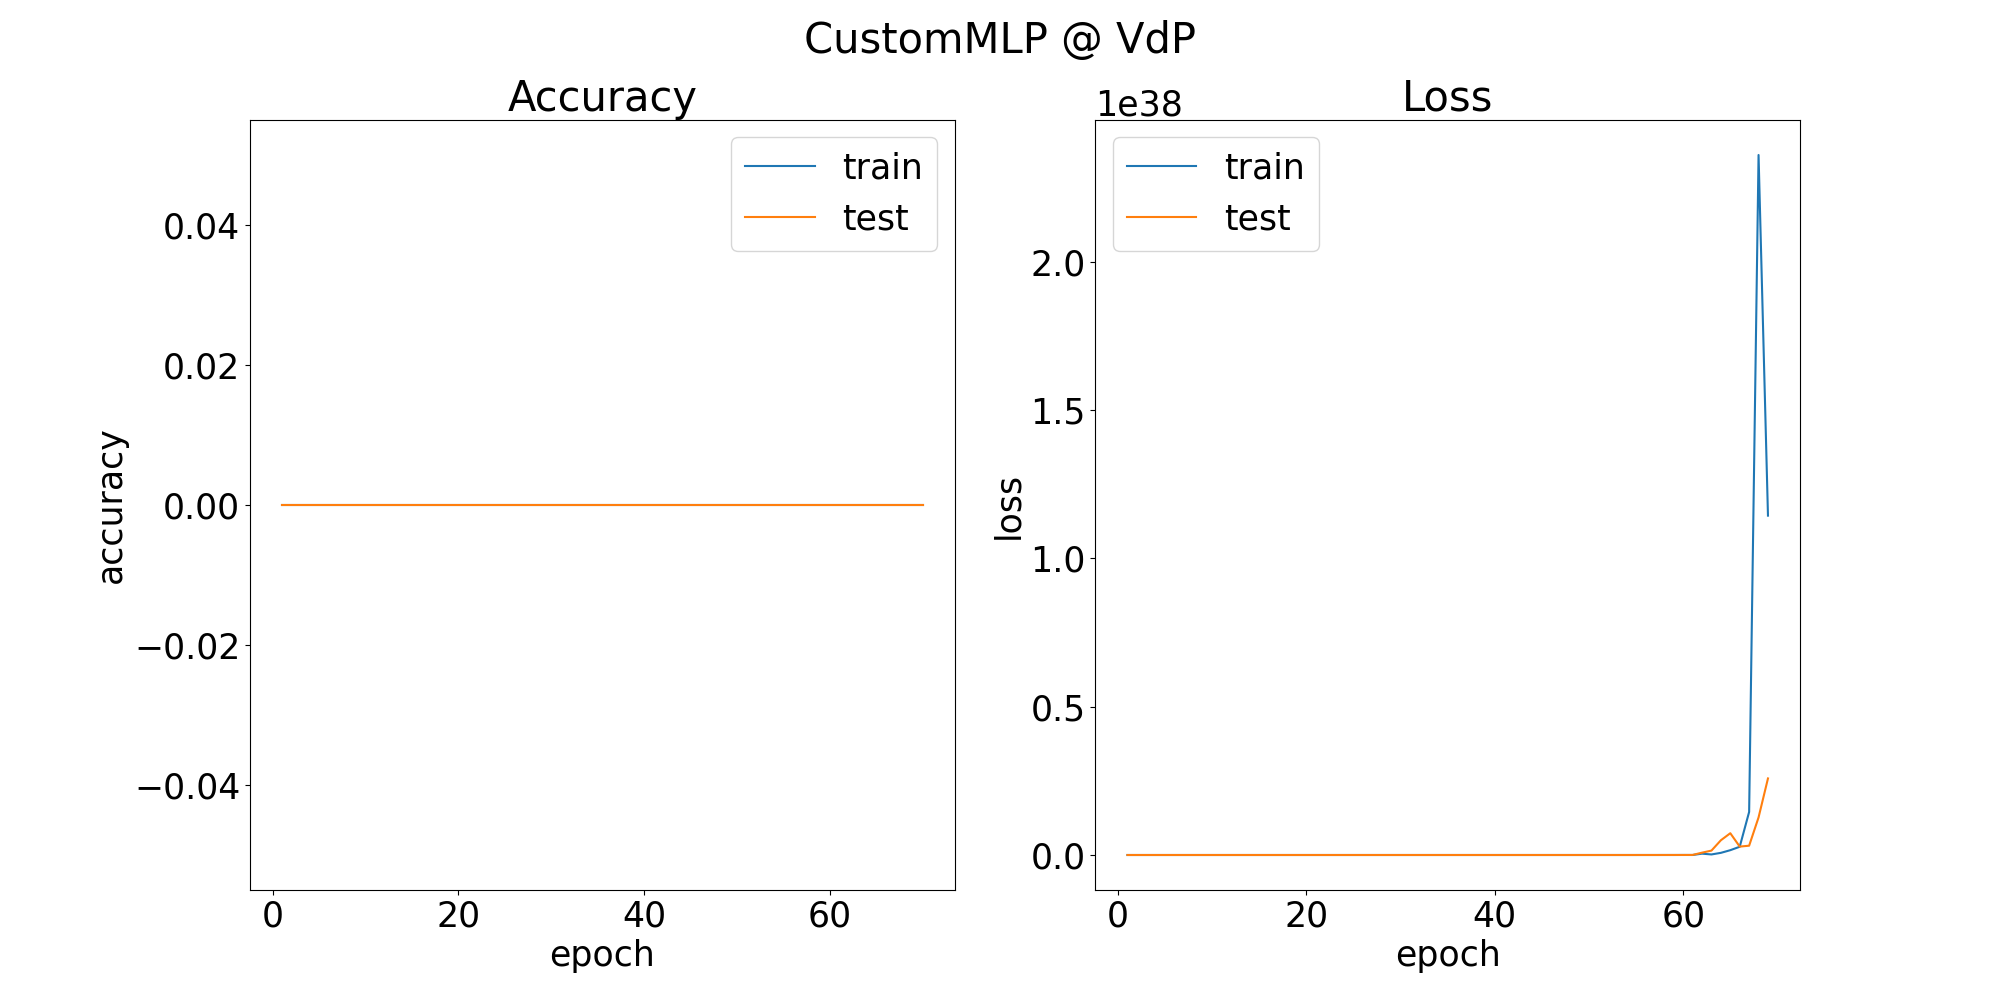 CustomMLP @ VdP
Accuracy
train
test
0.04
0.02
0.00
−0.02
−0.04
accuracy
0 20 40 60
epoch
Loss
1e38
train
test
2.0
1.5
1.0
0.5
0.0
loss
0 20 40 60
epoch